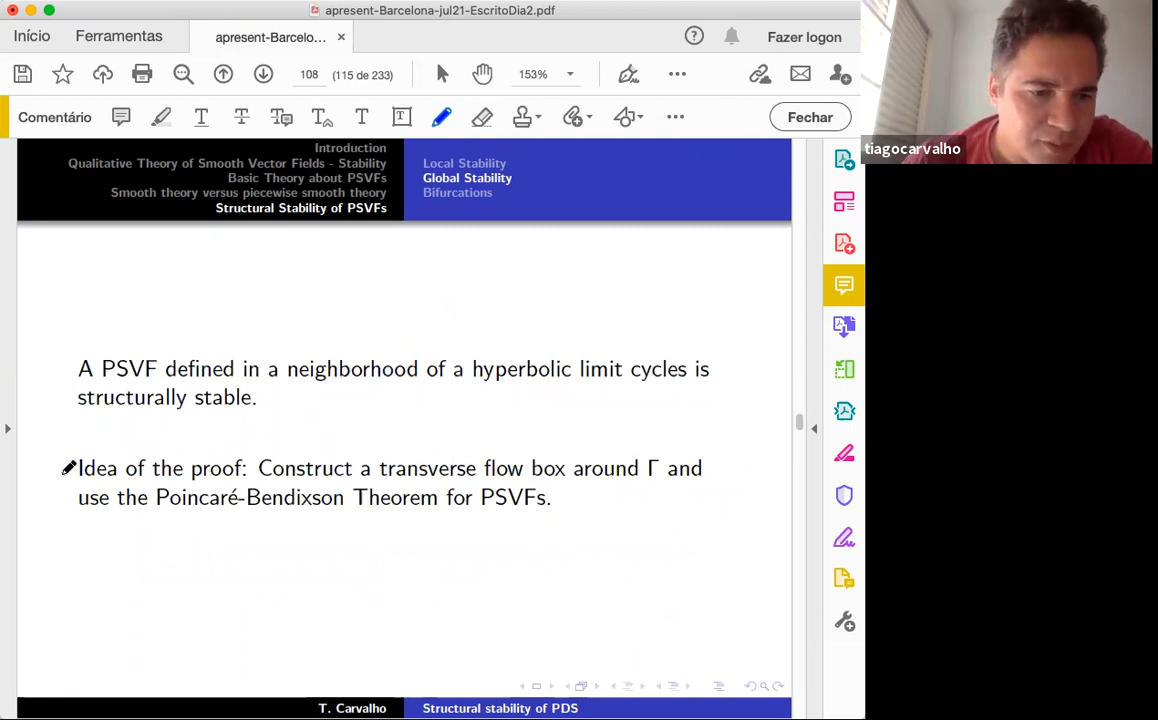 apresent-Barcelona-jul21-EscritoDia2.pdf
Início
Ferramentas
apresent-Barcelo...
Fazer logon
108
(115 de 233)
153%
Comentário
Fechar
tiagocarvalho
Introduction
Qualitative Theory of Smooth Vector Fields - Stability
Basic Theory about PSVFs
Smooth theory versus piecewise smooth theory
Structural Stability of PSVFs
Local Stability
Global Stability
Bifurcations
A PSVF defined in a neighborhood of a hyperbolic limit cycles is
structurally stable.
Idea of the proof: Construct a transverse flow box around Γ and
use the Poincaré-Bendixson Theorem for PSVFs.
T. Carvalho
Structural stability of PDS